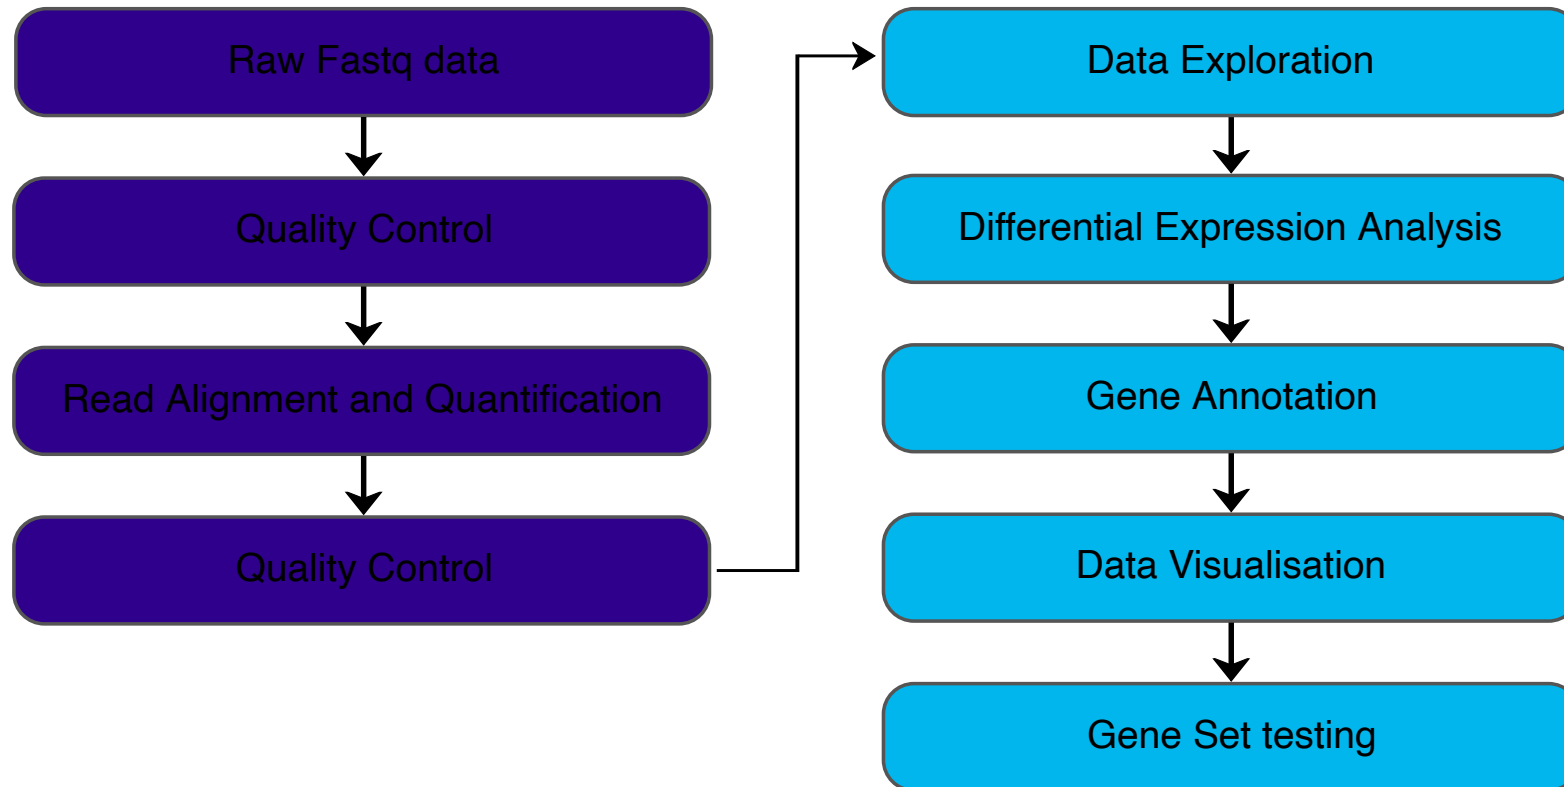 Raw Fastq data
Quality Control
Read Alignment and Quantification
Quality Control
Data Exploration
Differential Expression Analysis
Gene Annotation
Data Visualisation
Gene Set testing